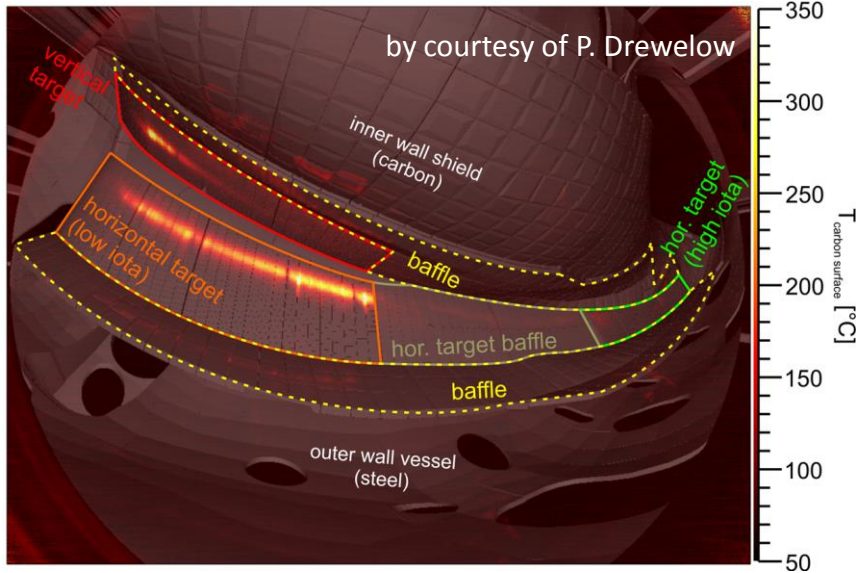 by courtesy of P. Drewelow
vertical
target
inner wall shield
(carbon)
hor. target
(high iota)
horizontal target
(low iota)
baffle
hor. target baffle
baffle
outer wall vessel
(steel)
350
300
250
200
150
100
50
T carbon surface [°C]